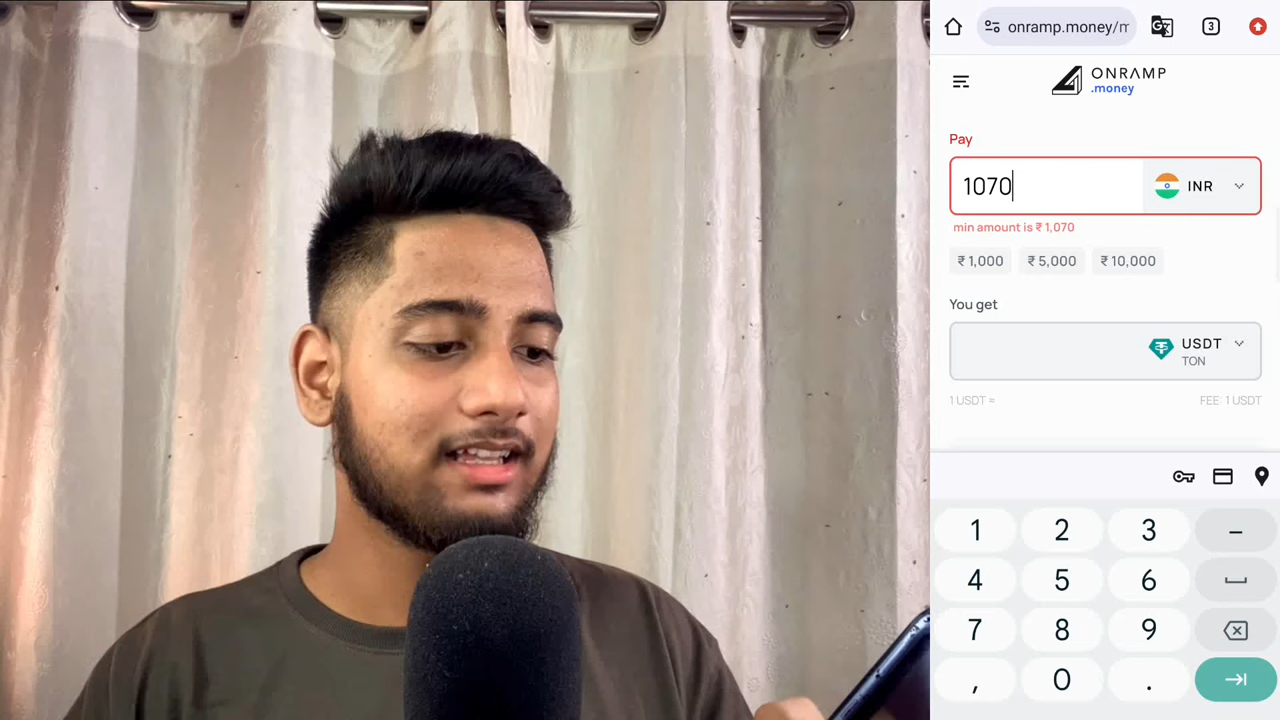 onramp.money/m
3
ONRAMP
.money
Pay
1070
INR
min amount is ₹ 1,070
₹ 1,000
₹ 5,000
₹ 10,000
You get
USDT
TON
1 USDT ≈
FEE: 1 USDT
1
2
3
–
4
5
6
7
8
9
,
0
.